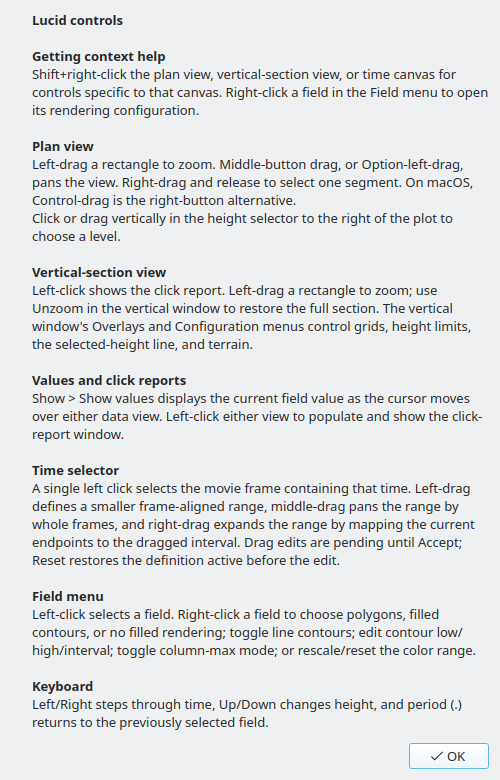 Lucid controls
Getting context help
Shift+right-click the plan view, vertical-section view, or time canvas for
controls specific to that canvas. Right-click a field in the Field menu to open
its rendering configuration.
Plan view
Left-drag a rectangle to zoom. Middle-button drag, or Option-left-drag,
pans the view. Right-drag and release to select one segment. On macOS,
Control-drag is the right-button alternative.
Click or drag vertically in the height selector to the right of the plot to
choose a level.
Vertical-section view
Left-click shows the click report. Left-drag a rectangle to zoom; use
Unzoom in the vertical window to restore the full section. The vertical
window's Overlays and Configuration menus control grids, height limits,
the selected-height line, and terrain.
Values and click reports
Show > Show values displays the current field value as the cursor moves
over either data view. Left-click either view to populate and show the click-
report window.
Time selector
A single left click selects the movie frame containing that time. Left-drag
defines a smaller frame-aligned range, middle-drag pans the range by
whole frames, and right-drag expands the range by mapping the current
endpoints to the dragged interval. Drag edits are pending until Accept;
Reset restores the definition active before the edit.
Field menu
Left-click selects a field. Right-click a field to choose polygons, filled
contours, or no filled rendering; toggle line contours; edit contour low/
high/interval; toggle column-max mode; or rescale/reset the color range.
Keyboard
Left/Right steps through time, Up/Down changes height, and period (.)
returns to the previously selected field.
OK